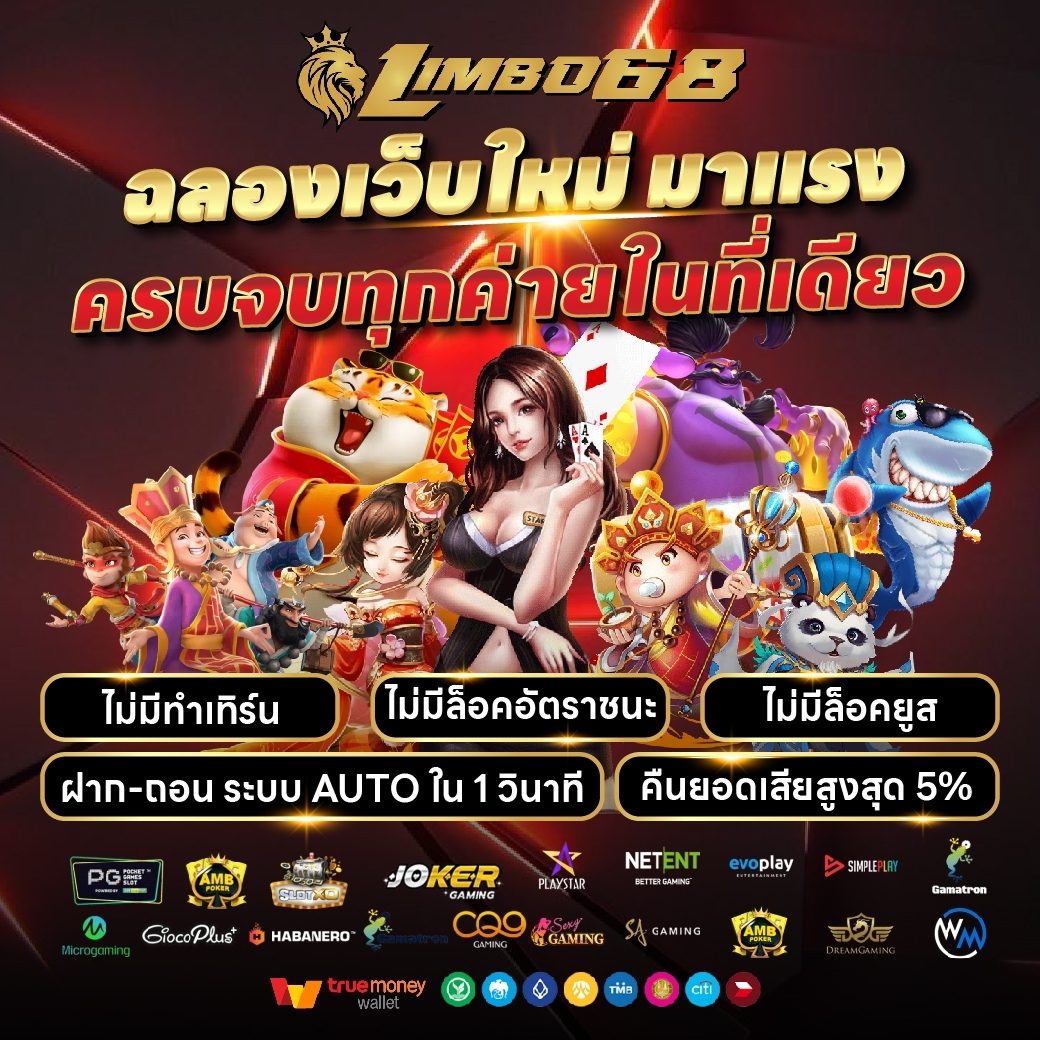 LIMBO68
ฉลองเว็บใหม่ มาแรง
ครบจบทุกค่ายในที่เดียว
STAR
ไม่มีทำเทิร์น
ไม่มีล็อคอัตราชนะ
ไม่มีล็อคยูส
ฝาก-ถอน ระบบ AUTO ใน 1 วินาที
คืนยอดเสียสูงสุด 5%
PG POCKET GAMES SLOT
AMB POKER
SLOTXO
JOKER GAMING
PLAYSTAR
NETENT BETTER GAMING
evoplay ENTERTAINMENT
SIMPLEPLAY
Gamatron
Microgaming
GiocoPlus+
HABANERO
Gamatron
CQ9 GAMING
Sexy GAMING
SA GAMING
AMB POKER
DREAMGAMING
WM
truemoney wallet
TMB
citi